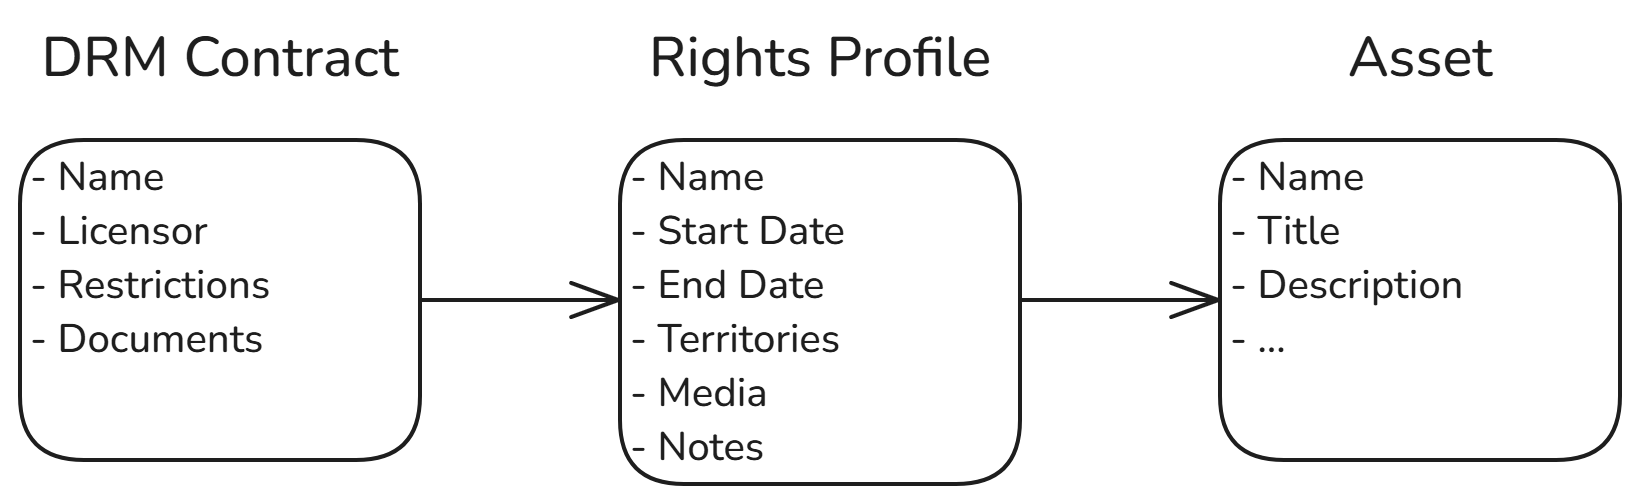 DRM Contract
- Name
- Licensor
- Restrictions
- Documents
Rights Profile
- Name
- Start Date
- End Date
- Territories
- Media
- Notes
Asset
- Name
- Title
- Description
- ...